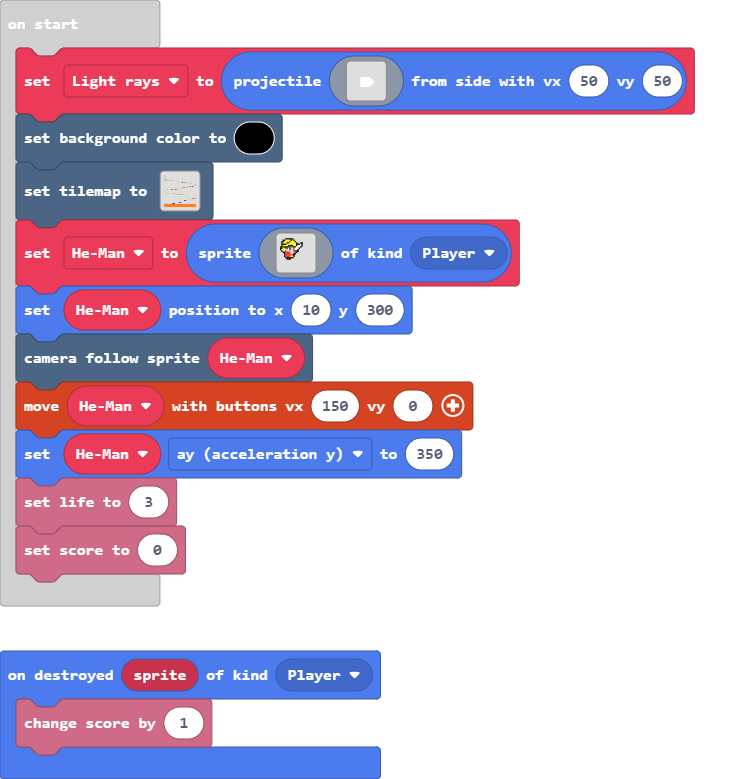 on start
set Light rays to projectile from side with vx 50 vy 50
set background color to
set tilemap to
set He-Man to sprite of kind Player
set He-Man position to x 10 y 300
camera follow sprite He-Man
move He-Man with buttons vx 150 vy 0
set He-Man ay (acceleration y) to 350
set life to 3
set score to 0
on destroyed sprite of kind Player
change score by 1